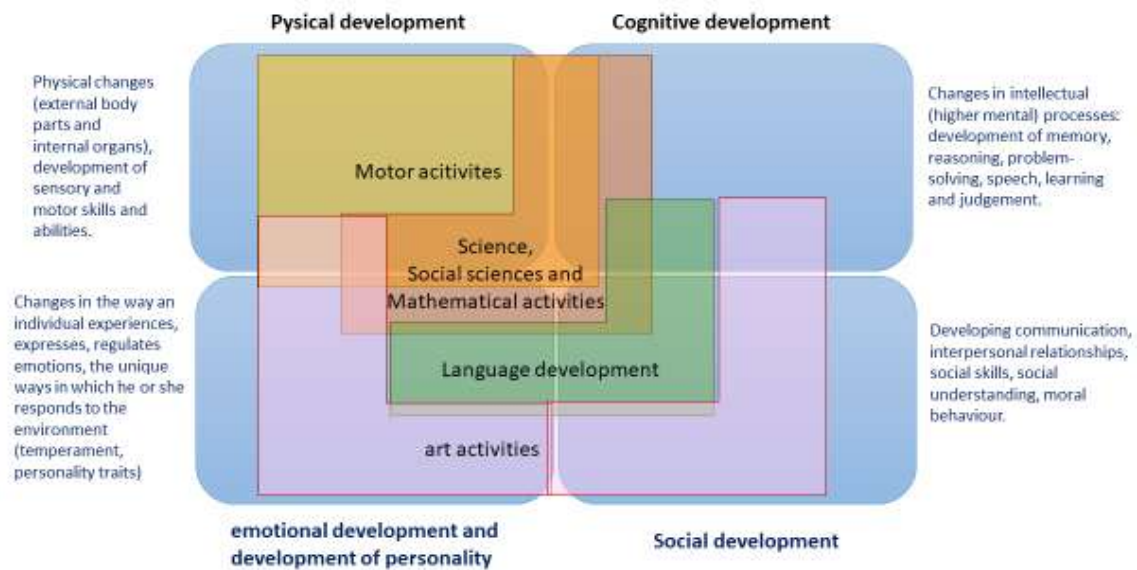 Pysical development
Cognitive development
Physical changes
(external body
parts and
internal organs),
development of
sensory and
motor skills and
abilities.
Changes in intellectual
(higher mental) processes:
development of memory,
reasoning, problem-
solving, speech, learning
and judgement.
Motor acitivites
Science,
Social sciences and
Mathematical activities
Language development
art activities
Changes in the way an
individual experiences,
expresses, regulates
emotions, the unique
ways in which he or she
responds to the
environment
(temperament,
personality traits)
Developing communication,
interpersonal relationships,
social skills, social
understanding, moral
behaviour.
emotional development and
development of personality
Social development